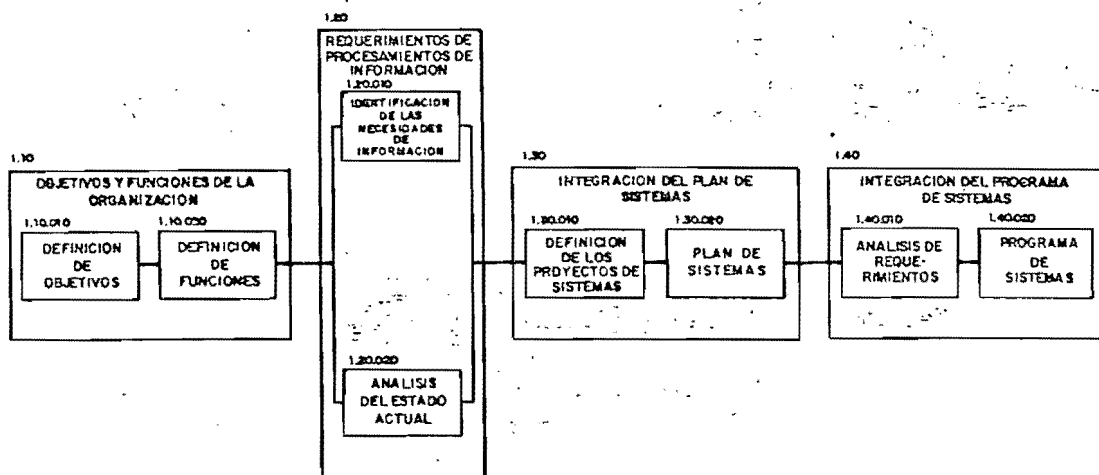 1.10
OBJETIVOS Y FUNCIONES DE LA
ORGANIZACIÓN
1.10.010
DEFINICION
DE
OBJETIVOS
1.10.020
DEFINICION
DE
FUNCIONES
1.20
REQUERIMIENTOS DE
PROCESAMIENTOS DE
INFORMACION
1.20.010
IDENTIFICACION
DE LAS
NECESIDADES
DE
INFORMACION
1.20.020
ANALISIS
DEL ESTADO
ACTUAL
1.30
INTEGRACION DEL PLAN DE
SISTEMAS
1.30.010
DEFINICION
DE LOS
PROYECTOS DE
SISTEMAS
1.30.020
PLAN DE
SISTEMAS
1.40
INTEGRACION DEL PROGRAMA
DE SISTEMAS
1.40.010
ANALISIS DE
REQUE-
RIMIENTOS
1.40.020
PROGRAMA
DE
SISTEMAS